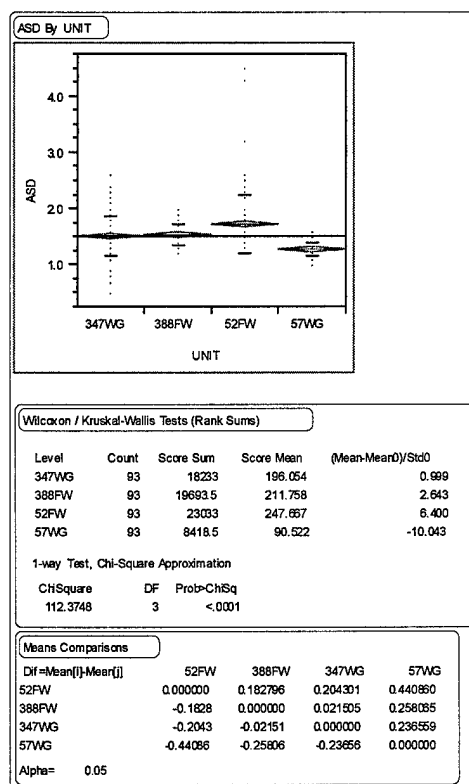 ASD By UNIT
4.0
3.0
2.0
1.0
ASD
347WG 388FW 52FW 57WG
UNIT
Wilcoxon / Kruskal-Wallis Tests (Rank Sums)
Level Count Score Sum Score Mean (Mean-Mean0)/Std0
347WG 93 18233 196.054 0.999
388FW 93 19693.5 211.758 2.643
52FW 93 23033 247.667 6.400
57WG 93 8418.5 90.522 -10.043
1-way Test, Chi-Square Approximation
ChiSquare DF Prob>ChiSq
112.3748 3 <.0001
Means Comparisons
Dif=Mean[i]-Mean[j] 52FW 388FW 347WG 57WG
52FW 0.000000 0.182796 0.204301 0.440860
388FW -0.1828 0.000000 0.021505 0.258065
347WG -0.2043 -0.02151 0.000000 0.236559
57WG -0.44086 -0.25806 -0.23656 0.000000
Alpha= 0.05